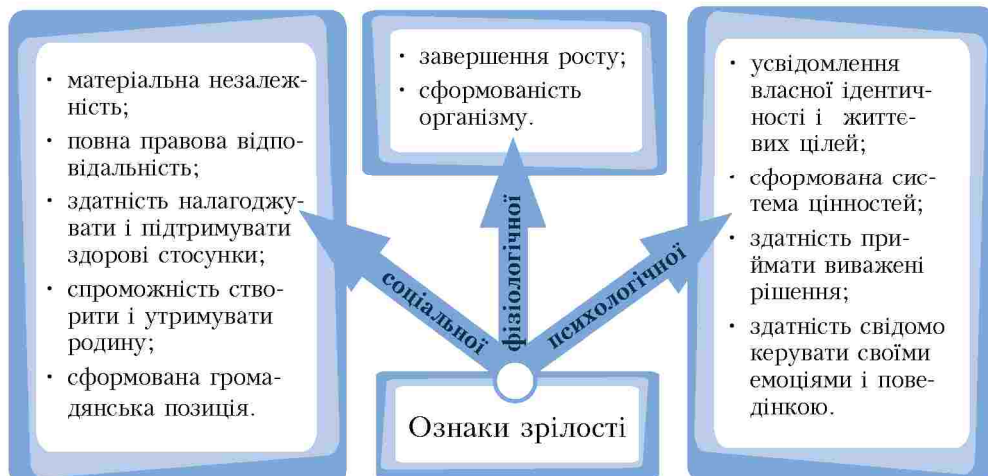 · матеріальна незалеж-
ність;
· повна правова відпо-
відальність;
· здатність налагоджу-
вати і підтримувати
здорові стосунки;
· спроможність ство-
рити і утримувати
родину;
· сформована грома-
дянська позиція.
· завершення росту;
· сформованість
організму.
· усвідомлення
власної ідентич-
ності і життє-
вих цілей;
· сформована сис-
тема цінностей;
· здатність при-
ймати виважені
рішення;
· здатність свідомо
керувати своїми
емоціями і пове-
дінкою.
соціальної
фізіологічної
психологічної
Ознаки зрілості